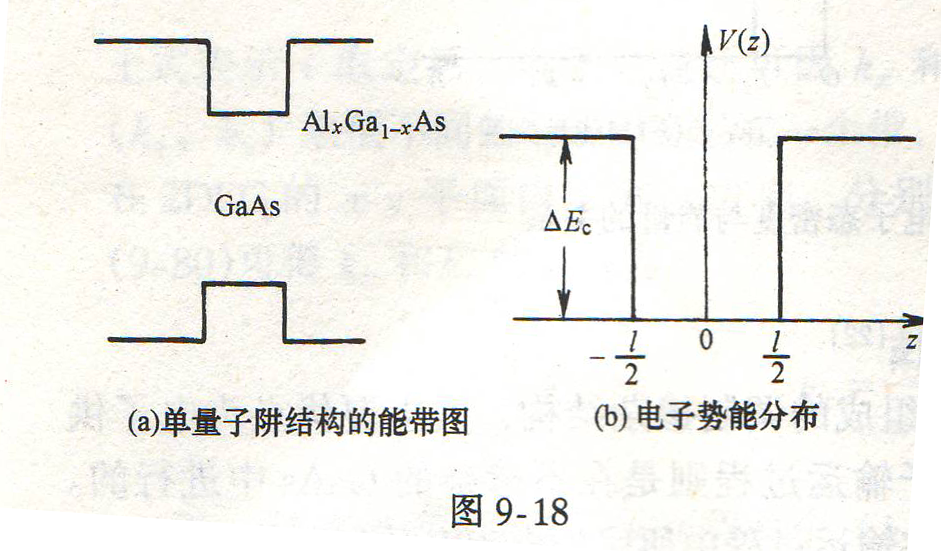 V(z)
AlₓGa₁₋ₓAs
GaAs
ΔEc
- l/2
0
l/2
z
(a)单量子阱结构的能带图
(b) 电子势能分布
图 9-18